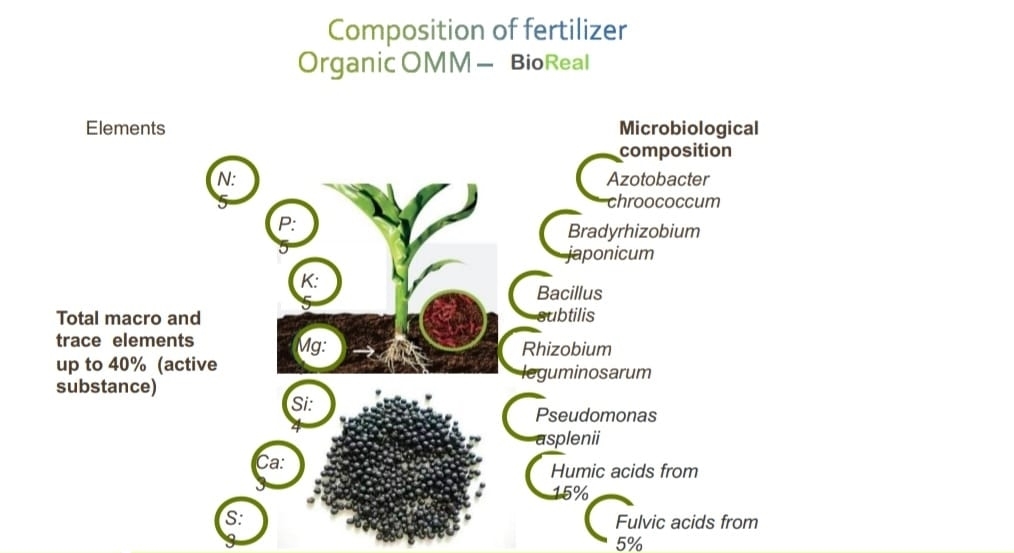 Composition of fertilizer
Organic OMM – BioReal
Elements
N:
5
P:
5
K:
5
Mg:
Si:
4
Ca:
3
S:
3
Total macro and
trace elements
up to 40% (active
substance)
Microbiological
composition
Azotobacter
chroococcum
Bradyrhizobium
japonicum
Bacillus
subtilis
Rhizobium
leguminosarum
Pseudomonas
asplenii
Humic acids from
15%
Fulvic acids from
5%